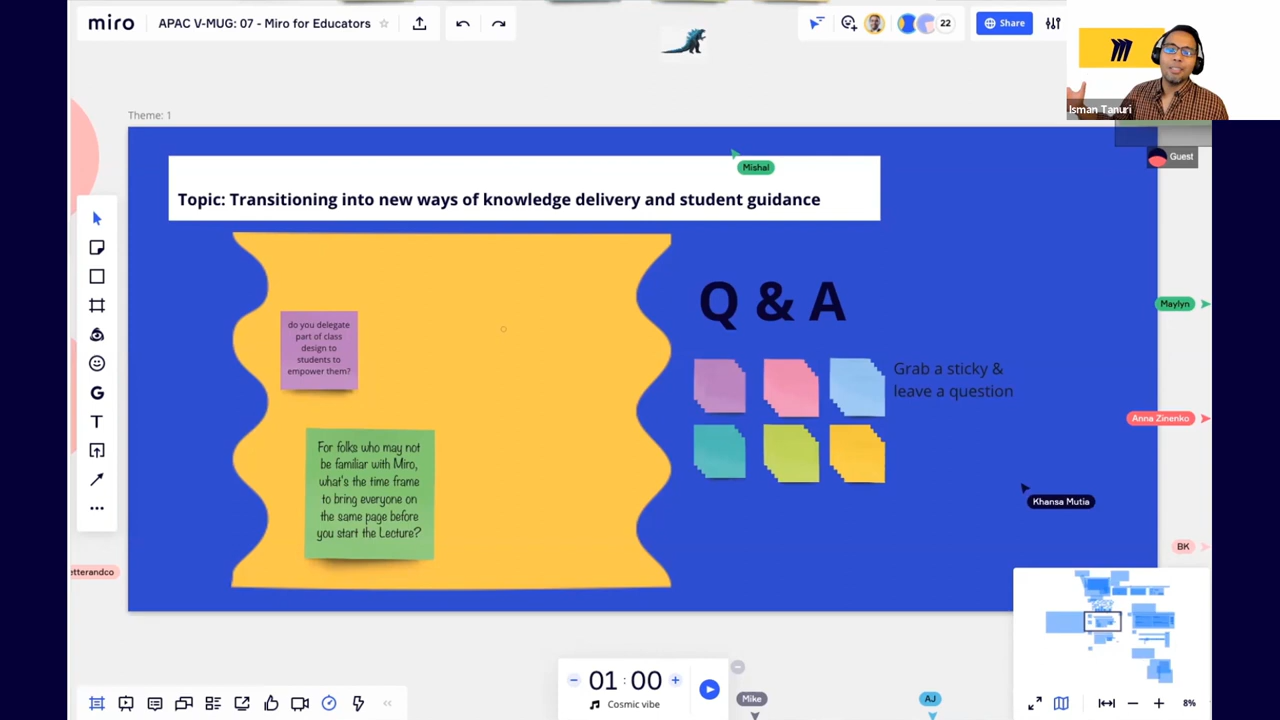 miro
APAC V-MUG: 07 - Miro for Educators
22
Share
Isman Tanuri
Guest
Theme: 1
Mishal
Topic: Transitioning into new ways of knowledge delivery and student guidance
do you delegate
part of class
design to
students to
empower them?
For folks who may not
be familiar with Miro,
what's the time frame
to bring everyone on
the same page before
you start the Lecture?
Q & A
Grab a sticky &
leave a question
Maylyn
Anna Zinenko
Khansa Mutia
BK
etterandco
01 : 00
Cosmic vibe
Mike
AJ
8%